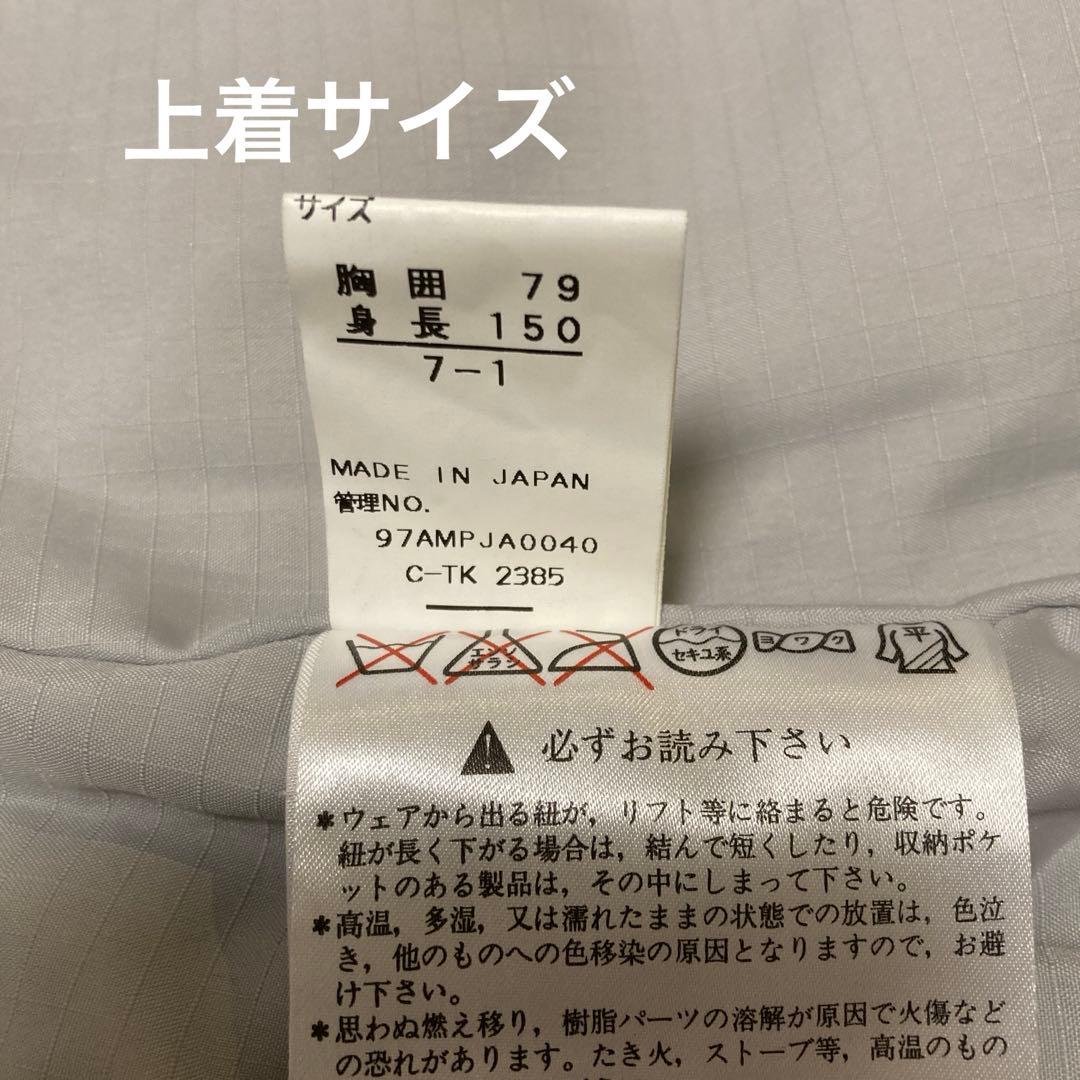 上着サイズ
サイズ
胸囲 79
身長 150
7-1
MADE IN JAPAN
管理NO.
97AMPJA0040
C-TK 2385
エンソ
サラシ
ドライ
セキユ系
ヨワク
平
必ずお読み下さい
*ウェアから出る紐が, リフト等に絡まると危険です。
紐が長く下がる場合は, 結んで短くしたり, 収納ポケ
ットのある製品は, その中にしまって下さい。
*高温, 多湿, 又は濡れたままの状態での放置は, 色泣
き, 他のものへの色移染の原因となりますので, お避
け下さい。
*思わぬ燃え移り, 樹脂パーツの溶解が原因で火傷などの
の恐れがあります。たき火, ストーブ等, 高温のもの